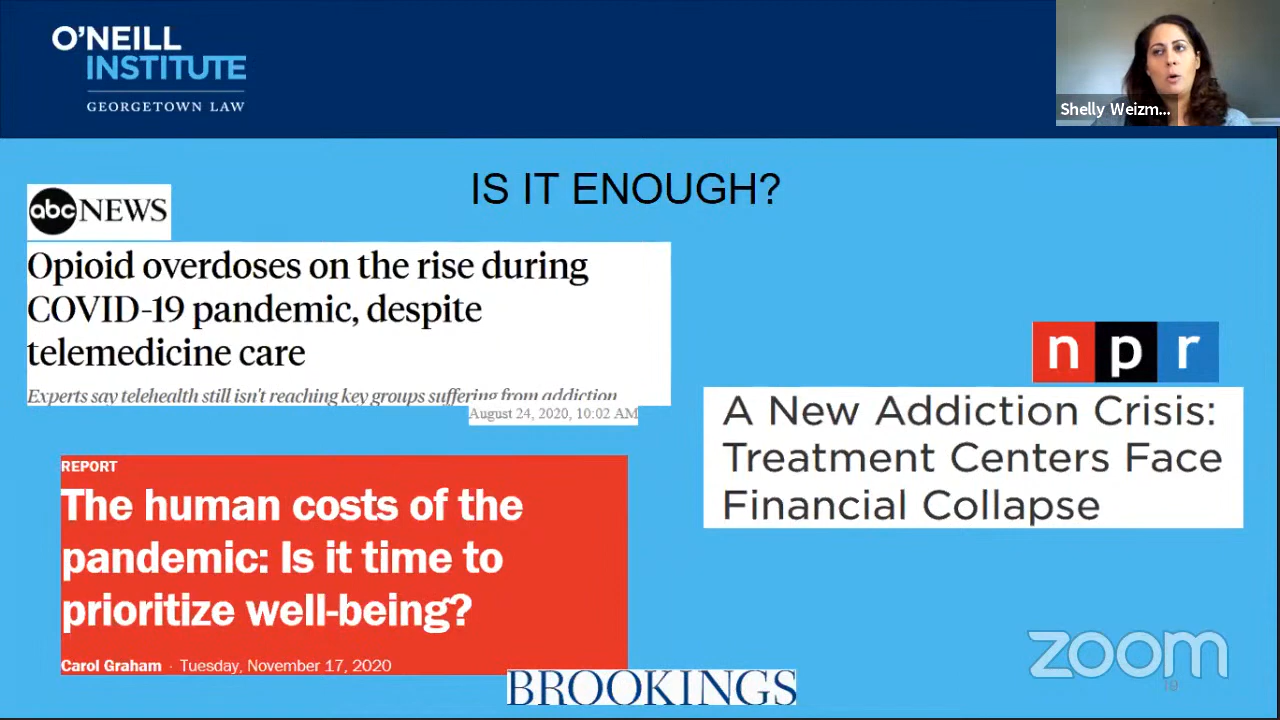 O'NEILL
INSTITUTE
GEORGETOWN LAW
Shelly Weizm...
IS IT ENOUGH?
abc NEWS
Opioid overdoses on the rise during
COVID-19 pandemic, despite
telemedicine care
Experts say telehealth still isn't reaching key groups suffering from addiction
August 24, 2020, 10:02 AM
npr
A New Addiction Crisis:
Treatment Centers Face
Financial Collapse
REPORT
The human costs of the
pandemic: Is it time to
prioritize well-being?
Carol Graham · Tuesday, November 17, 2020
BROOKINGS
zoom